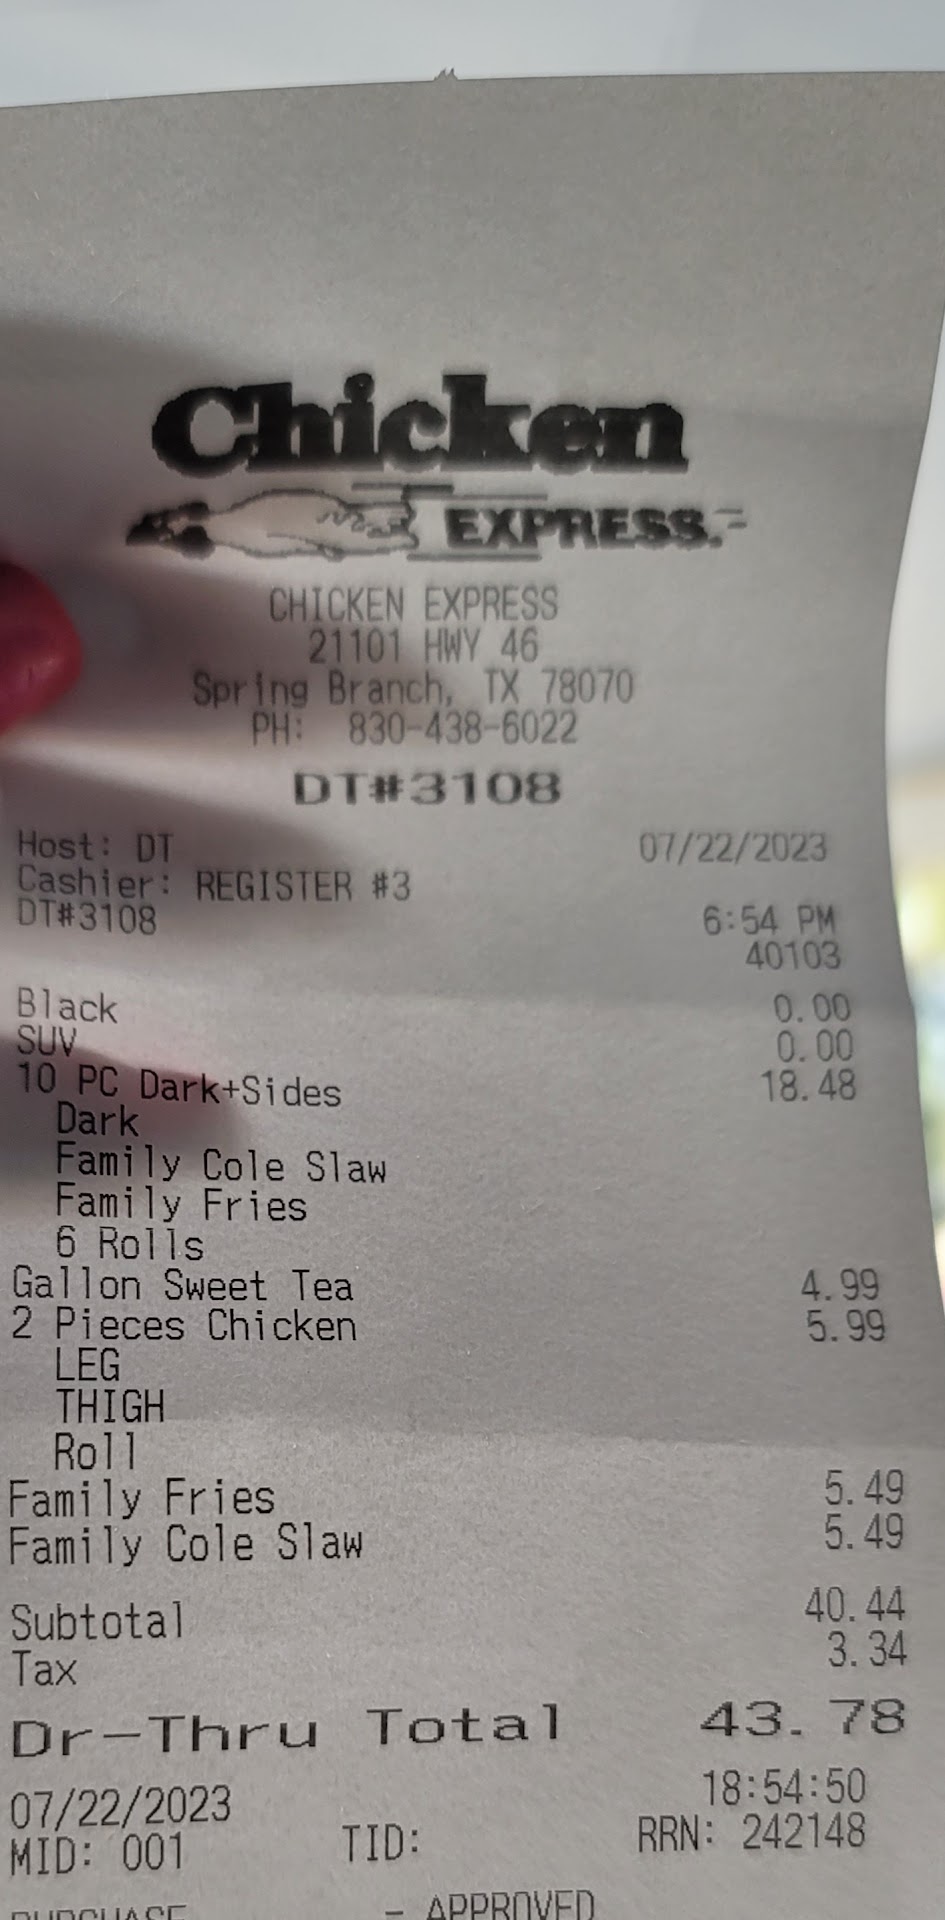 Chicken
EXPRESS.
CHICKEN EXPRESS
21101 HWY 46
Spring Branch, TX 78070
PH: 830-438-6022
DT#3108
Host: DT 07/22/2023
Cashier: REGISTER #3
DT#3108 6:54 PM
40103
Black 0.00
SUV 0.00
10 PC Dark+Sides 18.48
Dark
Family Cole Slaw
Family Fries
6 Rolls
Gallon Sweet Tea 4.99
2 Pieces Chicken 5.99
LEG
THIGH
Roll
Family Fries 5.49
Family Cole Slaw 5.49
Subtotal 40.44
Tax 3.34
Dr-Thru Total 43.78
07/22/2023 18:54:50
MID: 001 TID: RRN: 242148
PURCHASE - APPROVED